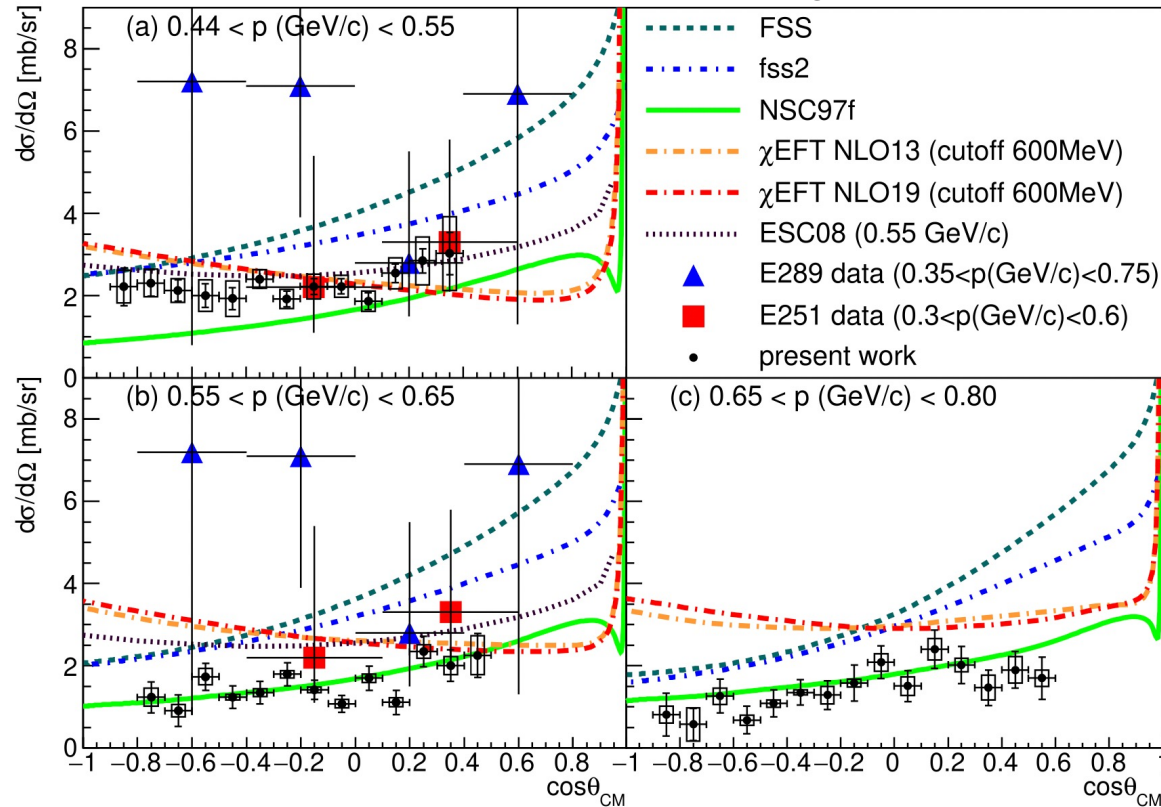 (a) 0.44 < p (GeV/c) < 0.55
dσ/dΩ [mb/sr]
8
6
4
2
0
FSS
fss2
NSC97f
χEFT NLO13 (cutoff 600MeV)
χEFT NLO19 (cutoff 600MeV)
ESC08 (0.55 GeV/c)
E289 data (0.35<p(GeV/c)<0.75)
E251 data (0.3<p(GeV/c)<0.6)
present work
(b) 0.55 < p (GeV/c) < 0.65
dσ/dΩ [mb/sr]
8
6
4
2
0
(c) 0.65 < p (GeV/c) < 0.80
−1 −0.8 −0.6 −0.4 −0.2 0 0.2 0.4 0.6 0.8
cosθCM
−1 −0.8 −0.6 −0.4 −0.2 0 0.2 0.4 0.6 0.8 1
cosθCM